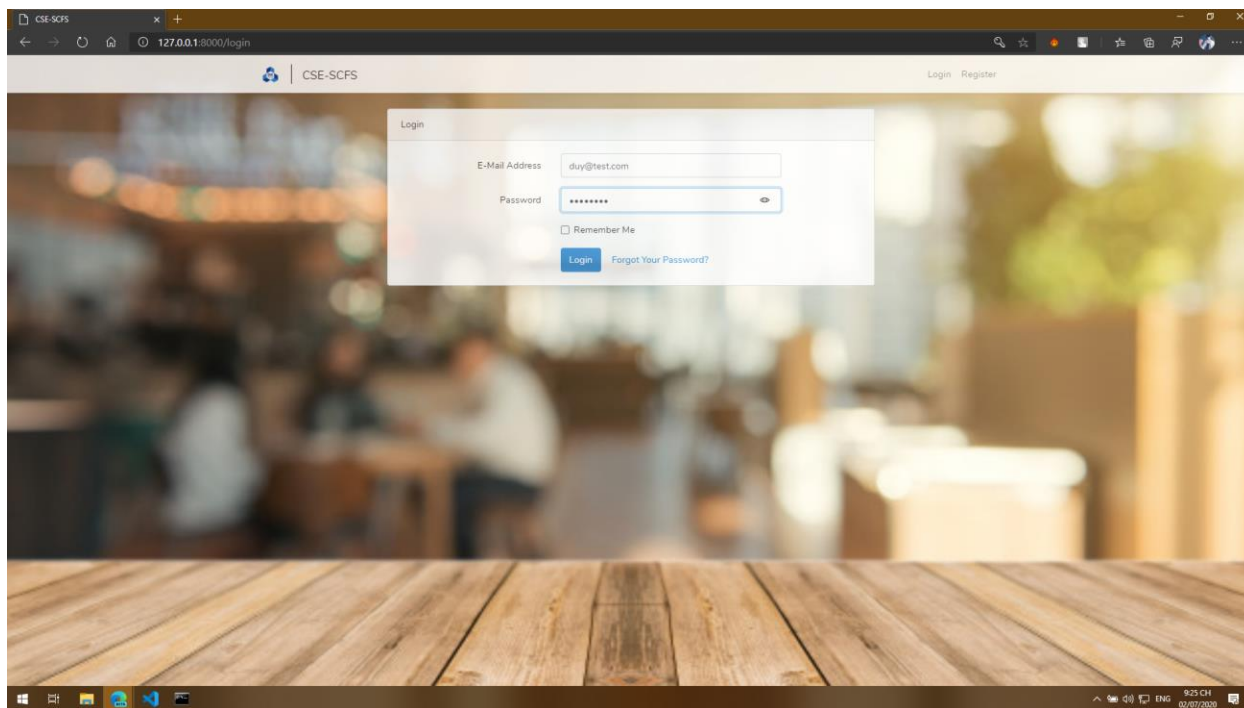 CSE-SCFS
127.0.0.1:8000/login
CSE-SCFS
Login Register
Login
E-Mail Address duy@test.com
Password ••••••••
Remember Me
Login Forgot Your Password?
ENG 9:25 CH
02/07/2020